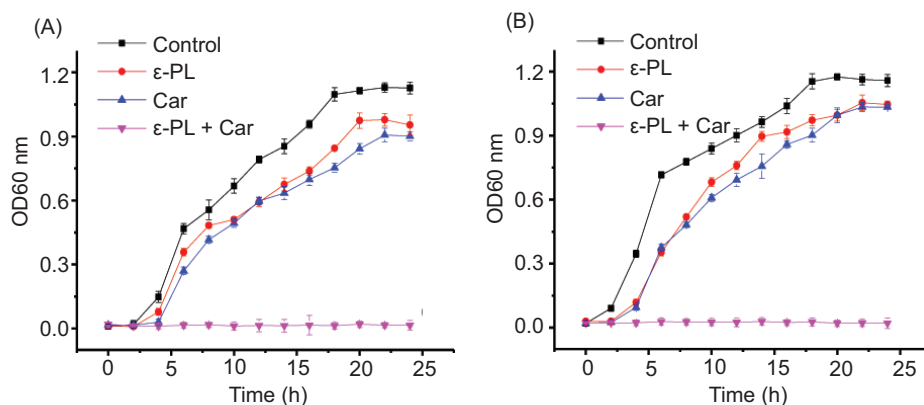 (A)
Control
ε-PL
Car
ε-PL + Car
OD60 nm
1.2
0.9
0.6
0.3
0.0
0 5 10 15 20 25
Time (h)
(B)
Control
ε-PL
Car
ε-PL + Car
OD60 nm
1.2
0.9
0.6
0.3
0.0
0 5 10 15 20 25
Time (h)